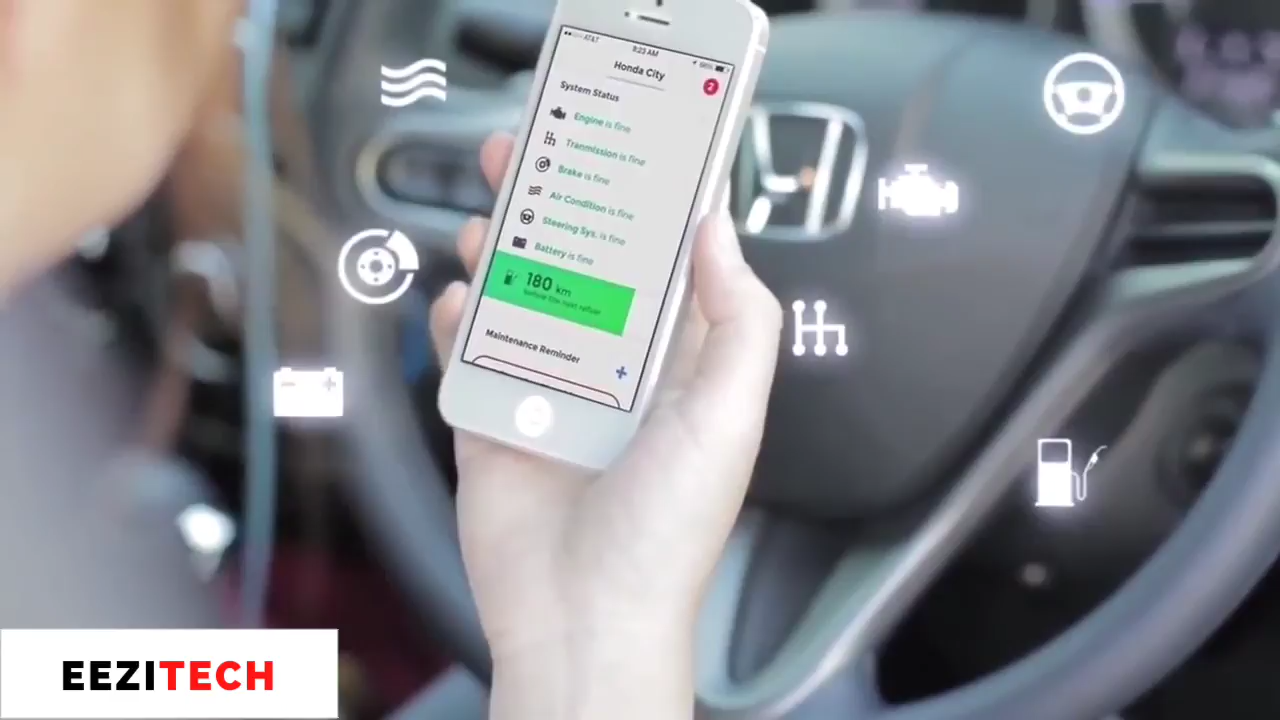 AT&T
9:23 AM
Honda City
2
System Status
Engine is fine
Tranmission is fine
Brake is fine
Air Condition is fine
Steering Sys. is fine
Battery is fine
180 km
before the next refuel
Maintenance Reminder
+
EEZITECH